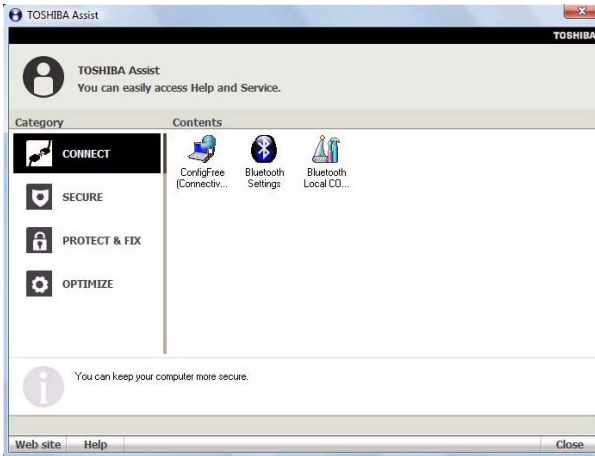 TOSHIBA Assist
TOSHIBA
TOSHIBA Assist
You can easily access Help and Service.
Category
Contents
CONNECT
SECURE
PROTECT & FIX
OPTIMIZE
ConfigFree
(Connectiv...
Bluetooth
Settings
Bluetooth
Local CO...
You can keep your computer more secure.
Web site
Help
Close